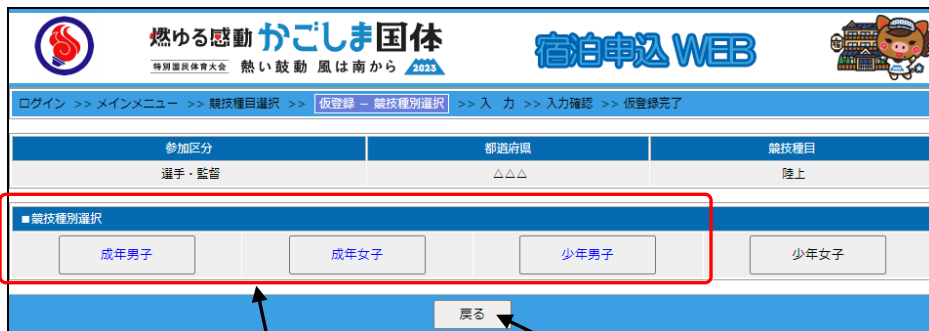 燃ゆる感動 かごしま国体
特別国民体育大会 熱い鼓動 風は南から 2023
宿泊申込 WEB
ログイン >> メインメニュー >> 競技種目選択 >> 仮登録 － 競技種別選択 >> 入　力 >> 入力確認 >> 仮登録完了
参加区分 都道府県 競技種目
選手・監督 △△△ 陸上
■競技種別選択
成年男子 成年女子 少年男子 少年女子
戻る